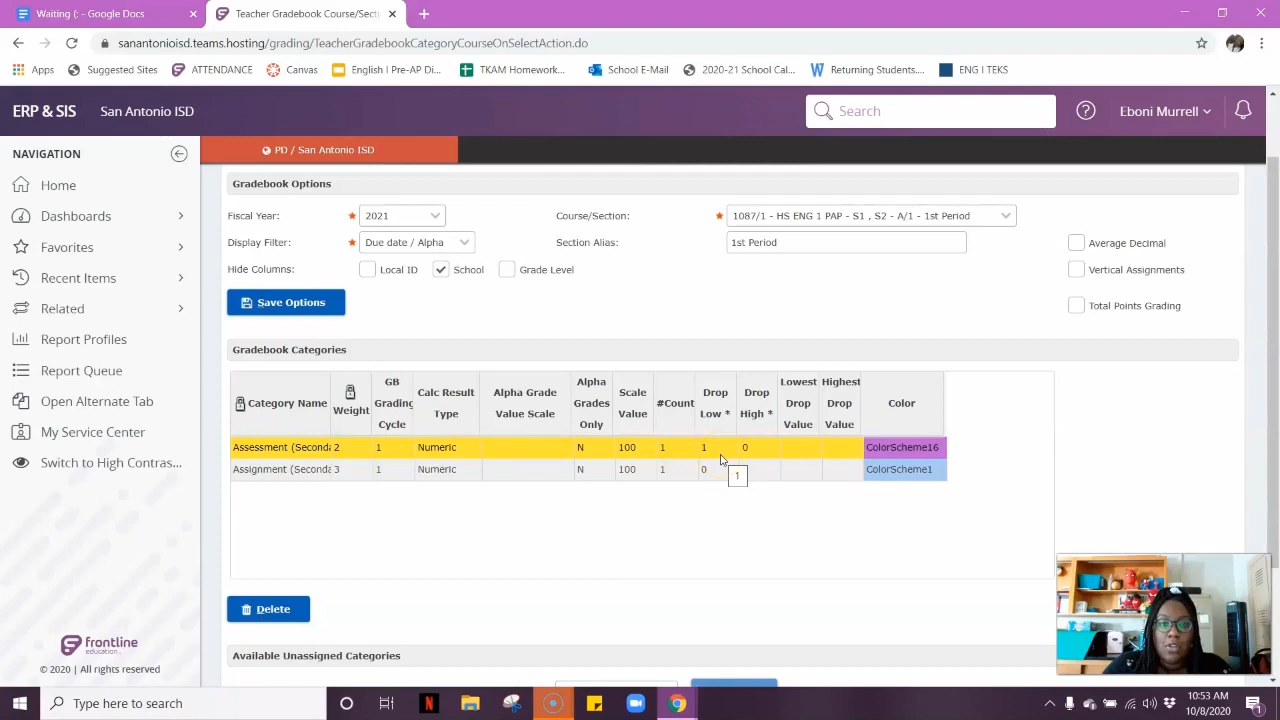 Waiting (: - Google Docs
Teacher Gradebook Course/Secti
sanantonioisd.teams.hosting/grading/TeacherGradebookCategoryCourseOnSelectAction.do
Apps
Suggested Sites
ATTENDANCE
Canvas
English I Pre-AP Di...
TKAM Homework...
School E-Mail
2020-21 School Cal...
Returning Students....
ENG I TEKS
ERP & SIS
San Antonio ISD
Search
Eboni Murrell
NAVIGATION
PD / San Antonio ISD
Home
Dashboards
Favorites
Recent Items
Related
Report Profiles
Report Queue
Open Alternate Tab
My Service Center
Switch to High Contras...
Gradebook Options
Fiscal Year: 2021
Course/Section: 1087/1 - HS ENG 1 PAP - S1 , S2 - A/1 - 1st Period
Display Filter: Due date / Alpha
Section Alias: 1st Period
Average Decimal
Hide Columns: Local ID School Grade Level
Vertical Assignments
Save Options
Total Points Grading
Gradebook Categories
Category Name
Weight
GB Grading Cycle
Calc Result Type
Alpha Grade Value Scale
Alpha Grades Only
Scale Value
#Count
Drop Low *
Drop High *
Lowest Drop Value
Highest Drop Value
Color
Assessment (Seconda 2 1 Numeric N 100 1 1 0 ColorScheme16
Assignment (Seconda 3 1 Numeric N 100 1 0 ColorScheme1
1
Delete
Available Unassigned Categories
frontline
education
© 2020 | All rights reserved
Type here to search
10:53 AM
10/8/2020
1